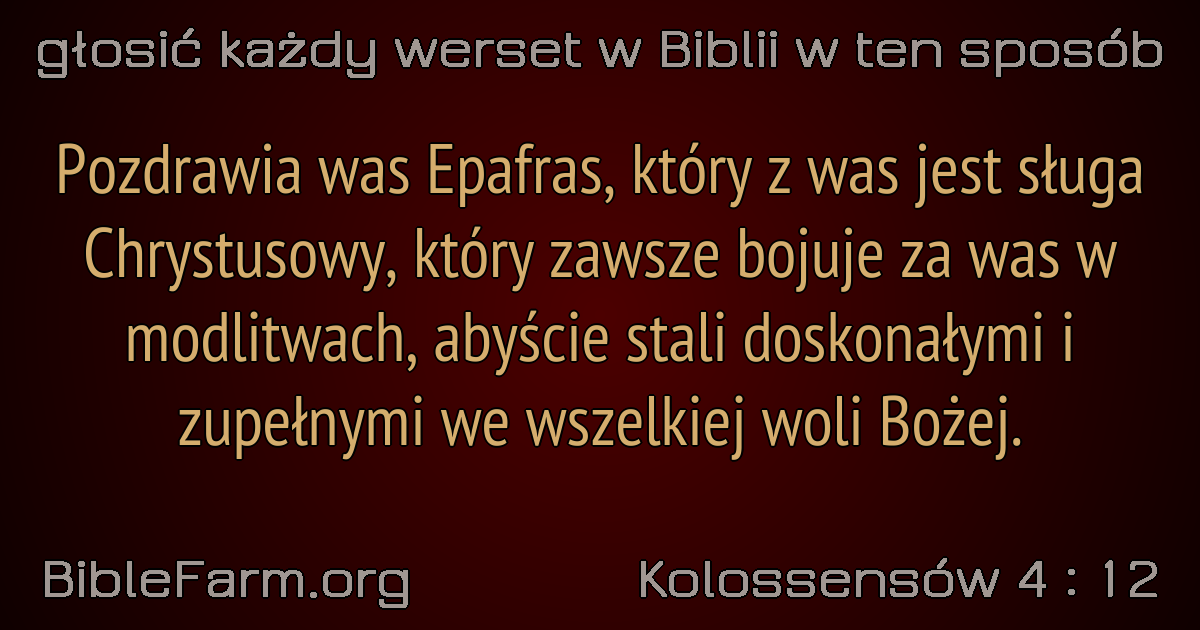 głosić każdy werset w Biblii w ten sposób
Pozdrawia was Epafras, który z was jest sługa
Chrystusowy, który zawsze bojuje za was w
modlitwach, abyście stali doskonałymi i
zupełnymi we wszelkiej woli Bożej.
BibleFarm.org
Kolossensów 4 : 12